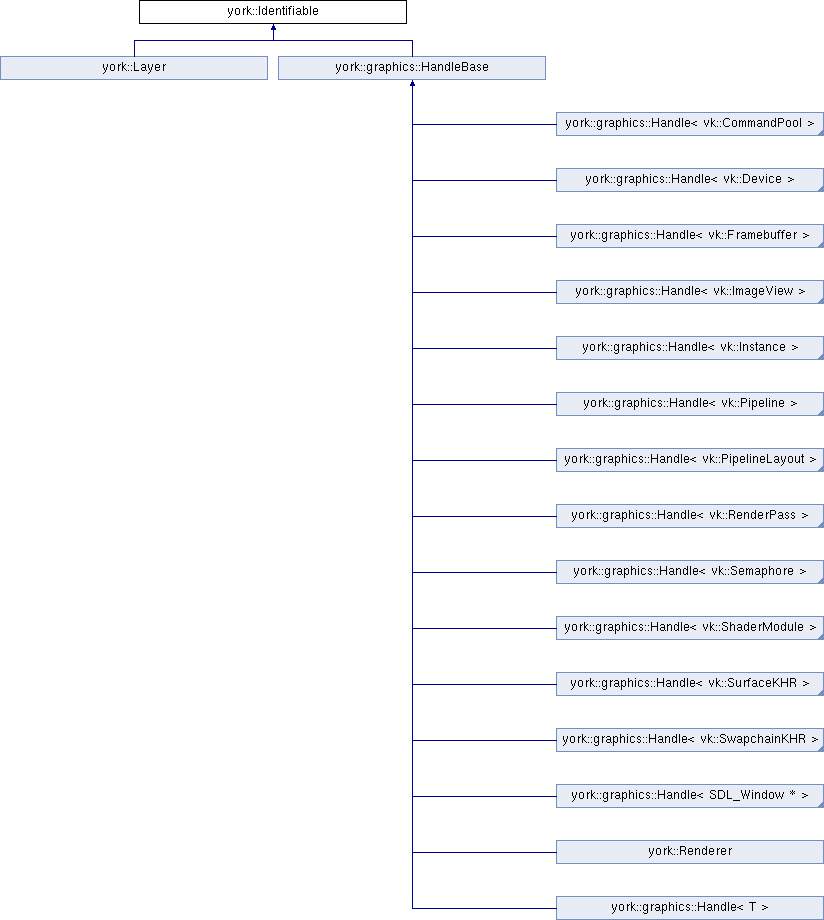 york::Identifiable
york::Layer
york::graphics::HandleBase
york::graphics::Handle< vk::CommandPool >
york::graphics::Handle< vk::Device >
york::graphics::Handle< vk::Framebuffer >
york::graphics::Handle< vk::ImageView >
york::graphics::Handle< vk::Instance >
york::graphics::Handle< vk::Pipeline >
york::graphics::Handle< vk::PipelineLayout >
york::graphics::Handle< vk::RenderPass >
york::graphics::Handle< vk::Semaphore >
york::graphics::Handle< vk::ShaderModule >
york::graphics::Handle< vk::SurfaceKHR >
york::graphics::Handle< vk::SwapchainKHR >
york::graphics::Handle< SDL_Window * >
york::Renderer
york::graphics::Handle< T >